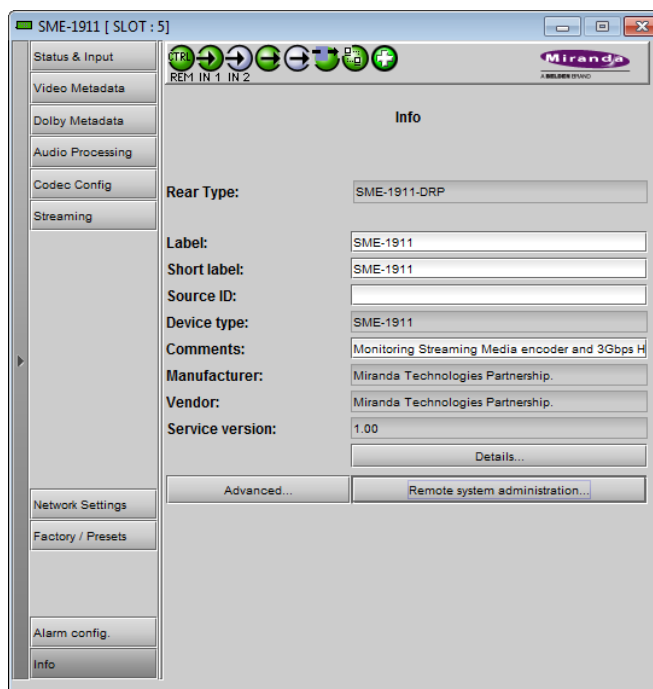 SME-1911 [ SLOT : 5]
Status & Input
Video Metadata
Dolby Metadata
Audio Processing
Codec Config
Streaming
Network Settings
Factory / Presets
Alarm config.
Info
CTRL
REM IN 1 IN 2
Miranda
A BELDEN BRAND
Info
Rear Type: SME-1911-DRP
Label: SME-1911
Short label: SME-1911
Source ID:
Device type: SME-1911
Comments: Monitoring Streaming Media encoder and 3Gbps H
Manufacturer: Miranda Technologies Partnership.
Vendor: Miranda Technologies Partnership.
Service version: 1.00
Details...
Advanced... Remote system administration...